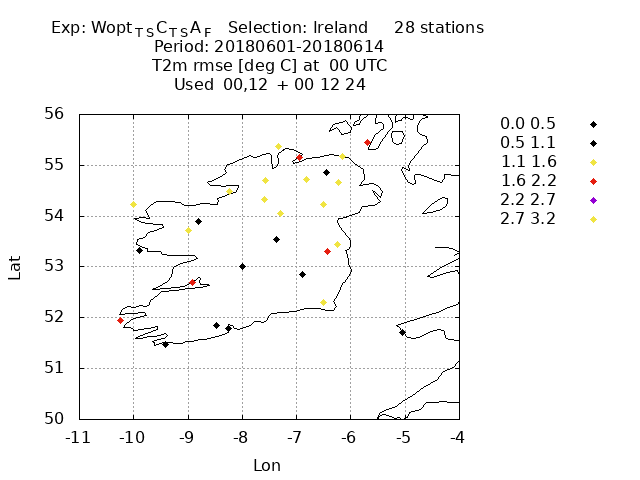 Exp: Wopt T S C T S A F   Selection: Ireland     28 stations
Period: 20180601-20180614
T2m rmse [deg C] at  00 UTC
Used  00,12  + 00 12 24
56
55
54
53
52
51
50
-11 -10 -9 -8 -7 -6 -5 -4
Lat
Lon
0.0 0.5
0.5 1.1
1.1 1.6
1.6 2.2
2.2 2.7
2.7 3.2